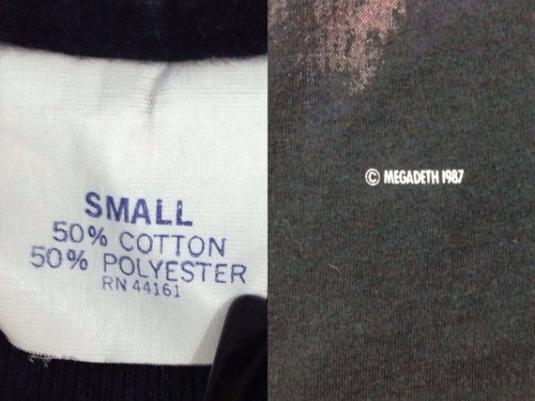 SMALL
50% COTTON
50% POLYESTER
RN 44161
© MEGADETH 1987